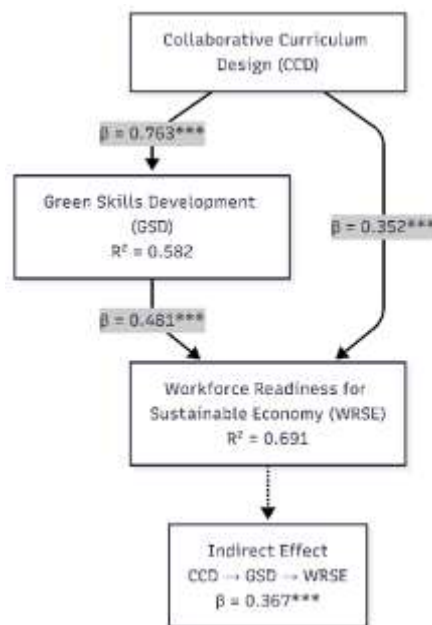 Collaborative Curriculum
Design (CCD)
β = 0.763***
Green Skills Development
(GSD)
R² = 0.582
β = 0.352***
β = 0.481***
Workforce Readiness for
Sustainable Economy (WRSE)
R² = 0.691
Indirect Effect
CCD → GSD → WRSE
β = 0.367***